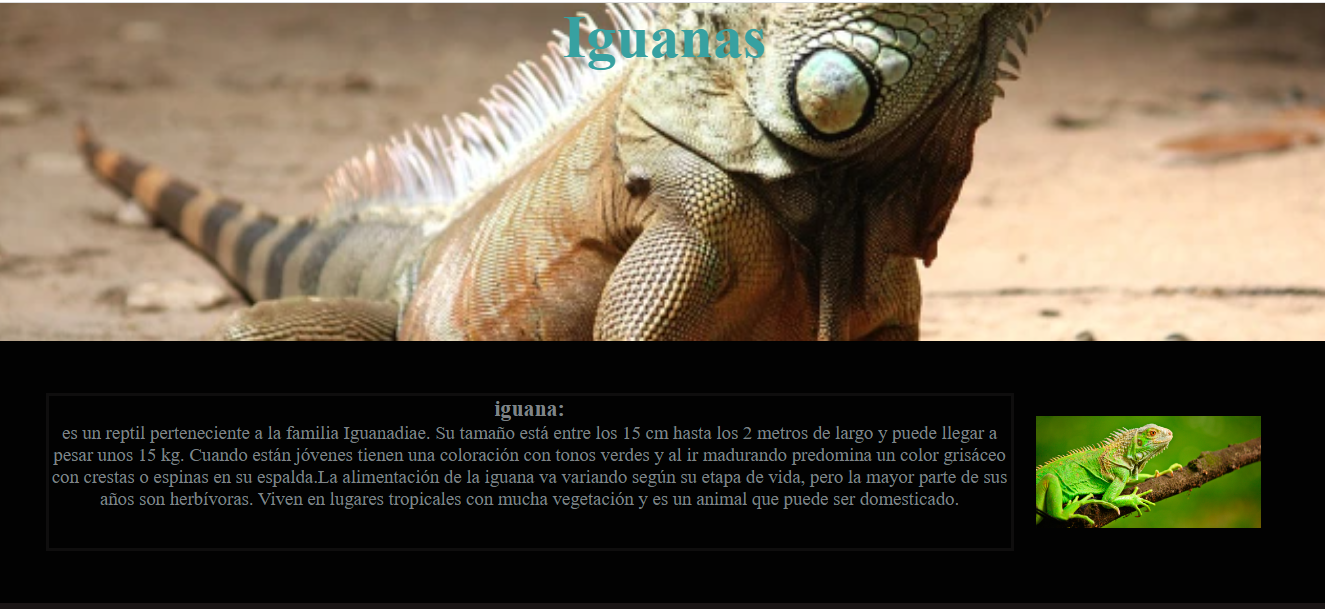 Iguanas
iguana:
es un reptil perteneciente a la familia Iguanadiae. Su tamaño está entre los 15 cm hasta los 2 metros de largo y puede llegar a
pesar unos 15 kg. Cuando están jóvenes tienen una coloración con tonos verdes y al ir madurando predomina un color grisáceo
con crestas o espinas en su espalda.La alimentación de la iguana va variando según su etapa de vida, pero la mayor parte de sus
años son herbívoras. Viven en lugares tropicales con mucha vegetación y es un animal que puede ser domesticado.